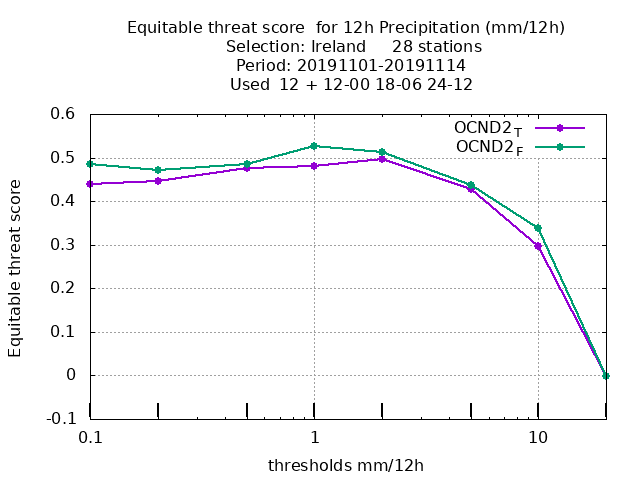 Equitable threat score  for 12h Precipitation (mm/12h)
Selection: Ireland     28 stations
Period: 20191101-20191114
Used  12 + 12-00 18-06 24-12
OCND2_T
OCND2_F
Equitable threat score
0.6
0.5
0.4
0.3
0.2
0.1
0
-0.1
0.1
1
10
thresholds mm/12h